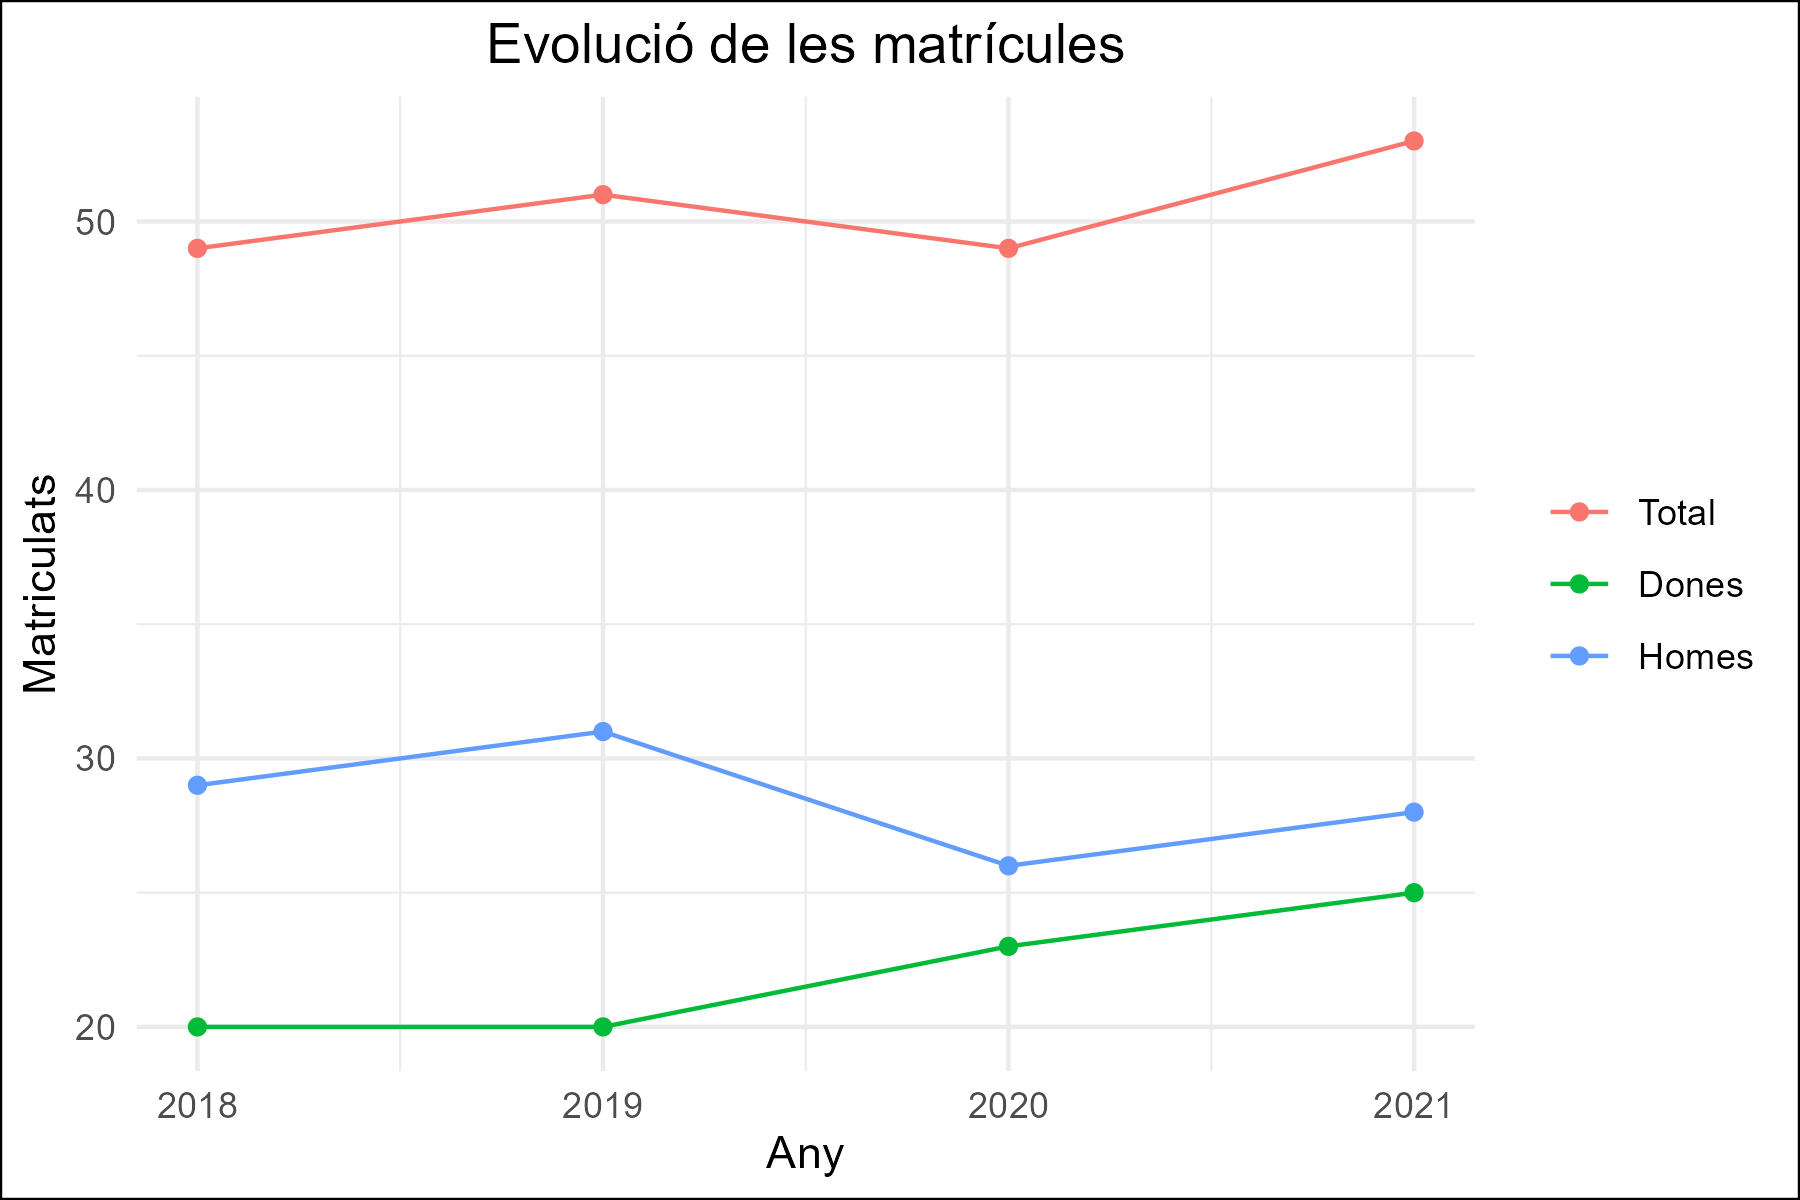 Evolució de les matrícules
Matriculats
50
40
30
20
2018 2019 2020 2021
Any
Total
Dones
Homes